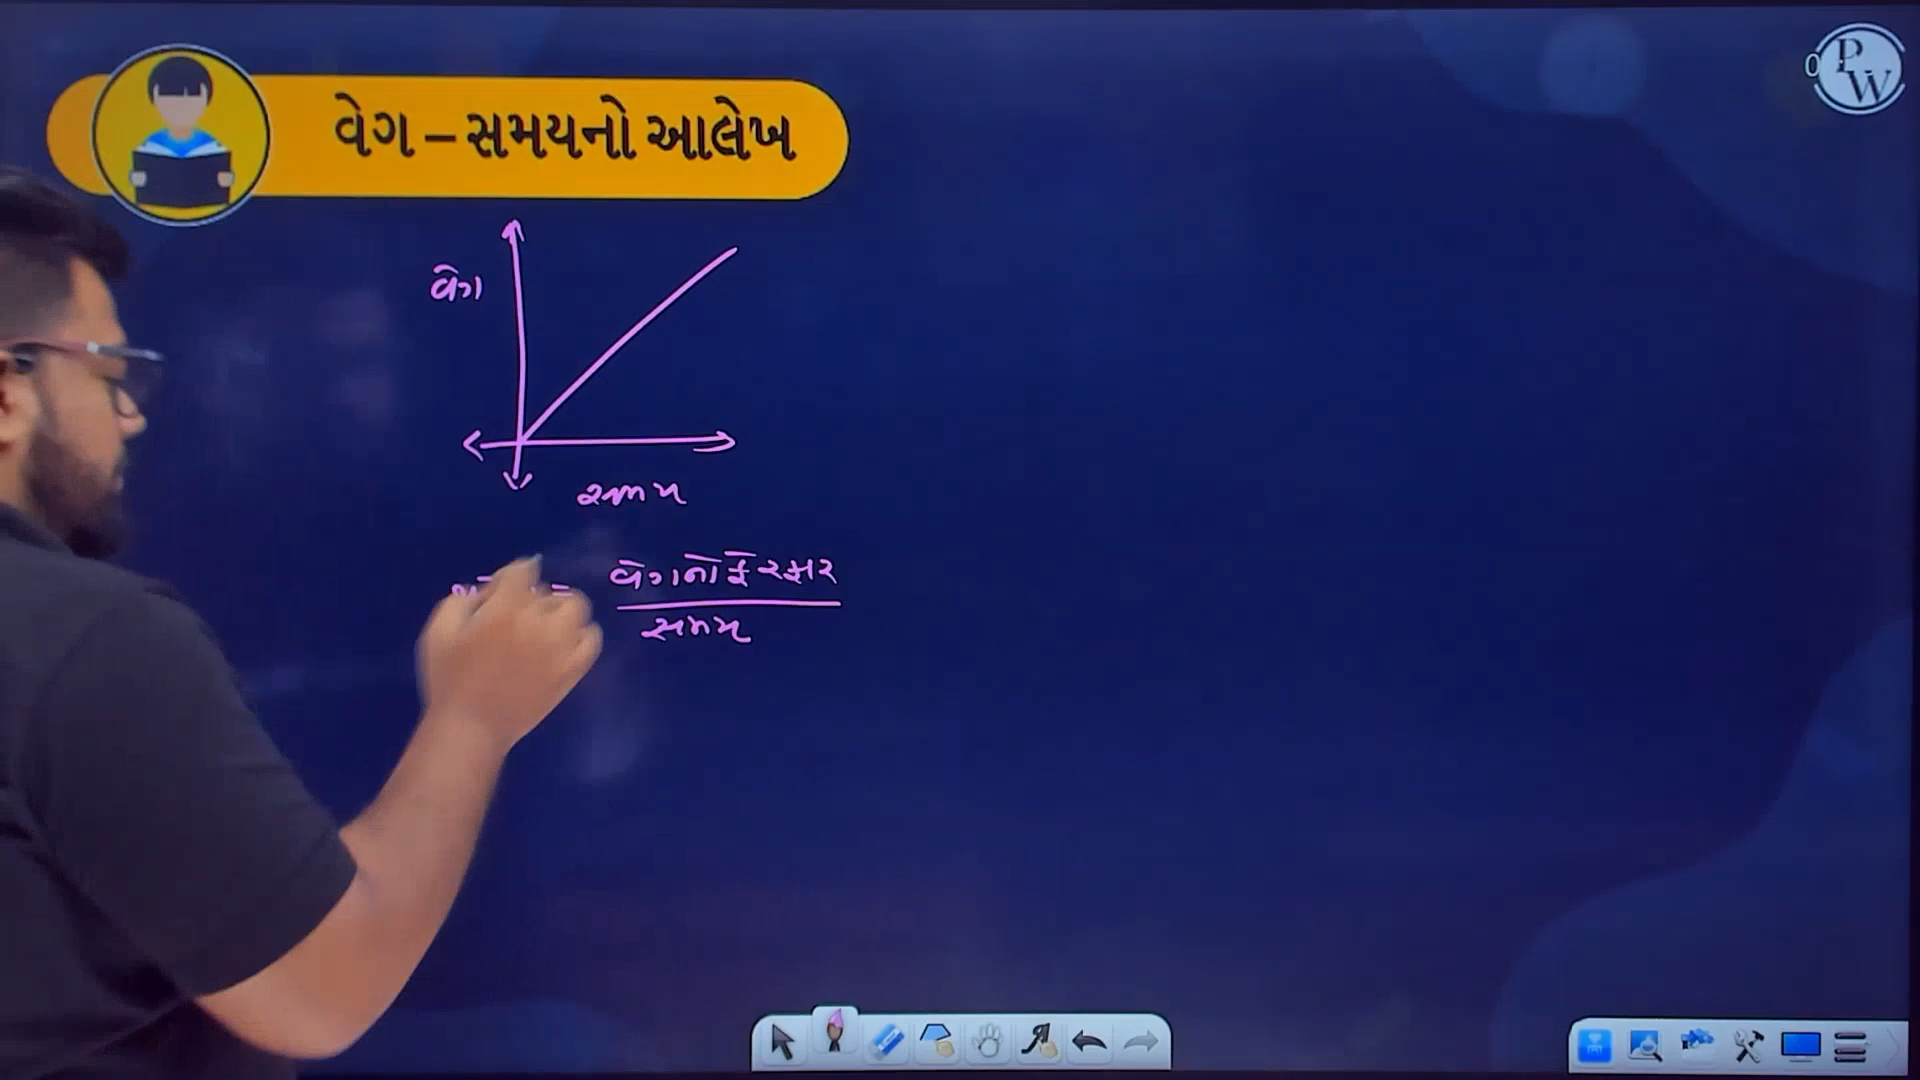 વેગ – સમયનો આલેખ
PW
વેગ
સમય
= વેગનો ફેરફાર
સમય